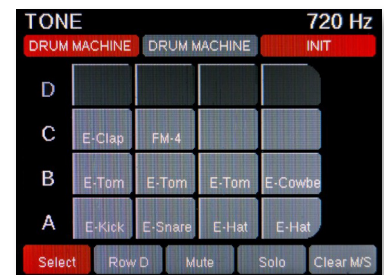 TONE 720 Hz
DRUM MACHINE DRUM MACHINE INIT
D
C E-Clap FM-4
B E-Tom E-Tom E-Tom E-Cowbe
A E-Kick E-Snare E-Hat E-Hat
Select Row D Mute Solo Clear M/S